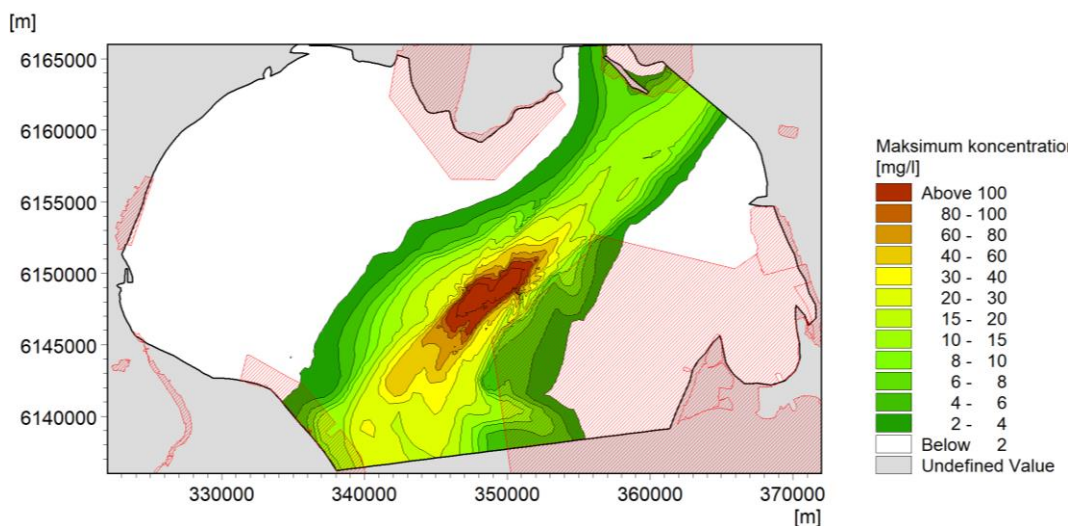 [m]
6165000
6160000
6155000
6150000
6145000
6140000
330000 340000 350000 360000 370000
[m]
Maksimum koncentration
[mg/l]
Above 100
80 - 100
60 - 80
40 - 60
30 - 40
20 - 30
15 - 20
10 - 15
8 - 10
6 - 8
4 - 6
2 - 4
Below 2
Undefined Value